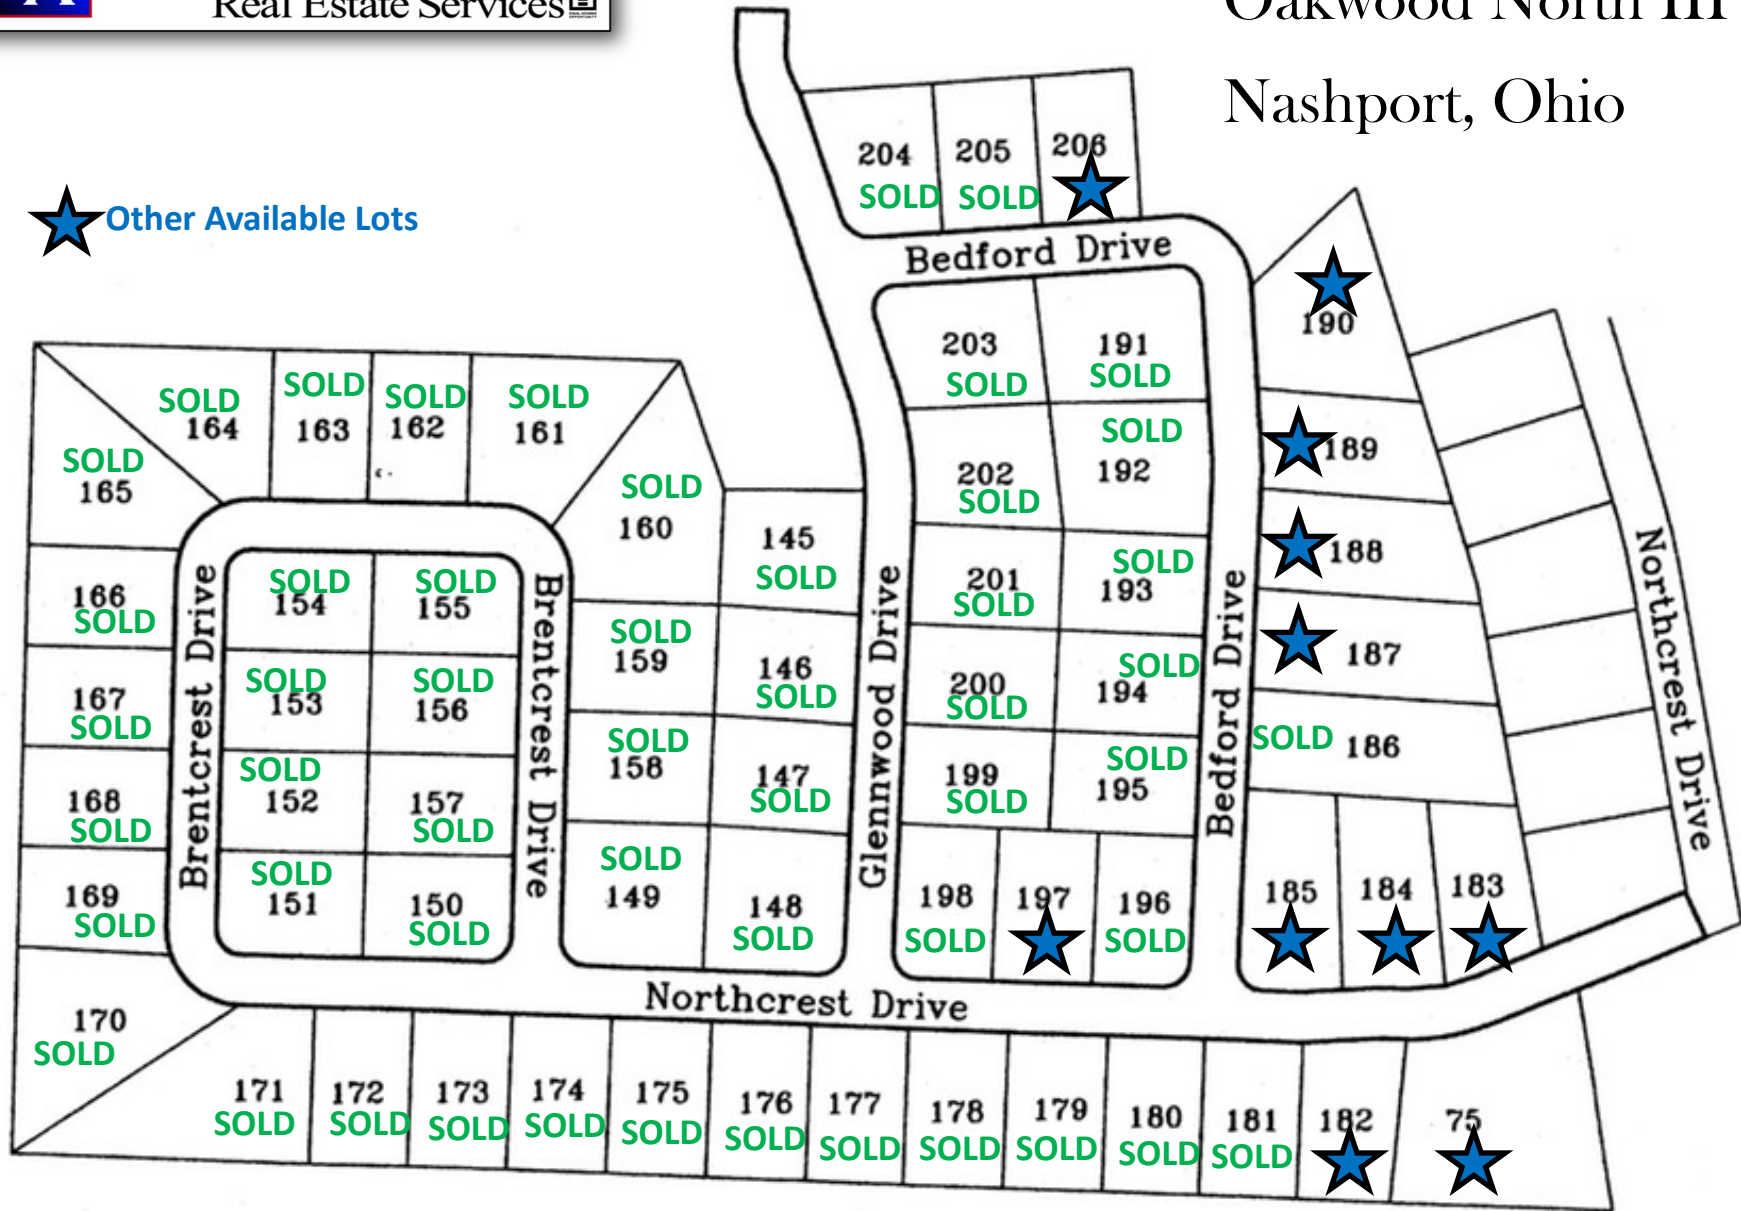 Real Estate Services
Oakwood North III
Nashport, Ohio
Other Available Lots
204 SOLD
205 SOLD
206
Bedford Drive
190
203 SOLD
191 SOLD
SOLD 164
SOLD 163
SOLD 162
SOLD 161
SOLD 165
202 SOLD
SOLD 192
189
SOLD 160
145 SOLD
188
166 SOLD
SOLD 154
SOLD 155
201 SOLD
SOLD 193
Brentcrest Drive
Brentcrest Drive
Glennwood Drive
Bedford Drive
Northcrest Drive
SOLD 159
146 SOLD
200 SOLD
SOLD 194
187
167 SOLD
SOLD 153
SOLD 156
SOLD 158
147 SOLD
199 SOLD
SOLD 195
SOLD 186
168 SOLD
SOLD 152
157 SOLD
169 SOLD
SOLD 151
150 SOLD
SOLD 149
148 SOLD
198 SOLD
197
196 SOLD
185
184
183
Northcrest Drive
170 SOLD
171 SOLD
172 SOLD
173 SOLD
174 SOLD
175 SOLD
176 SOLD
177 SOLD
178 SOLD
179 SOLD
180 SOLD
181 SOLD
182
75